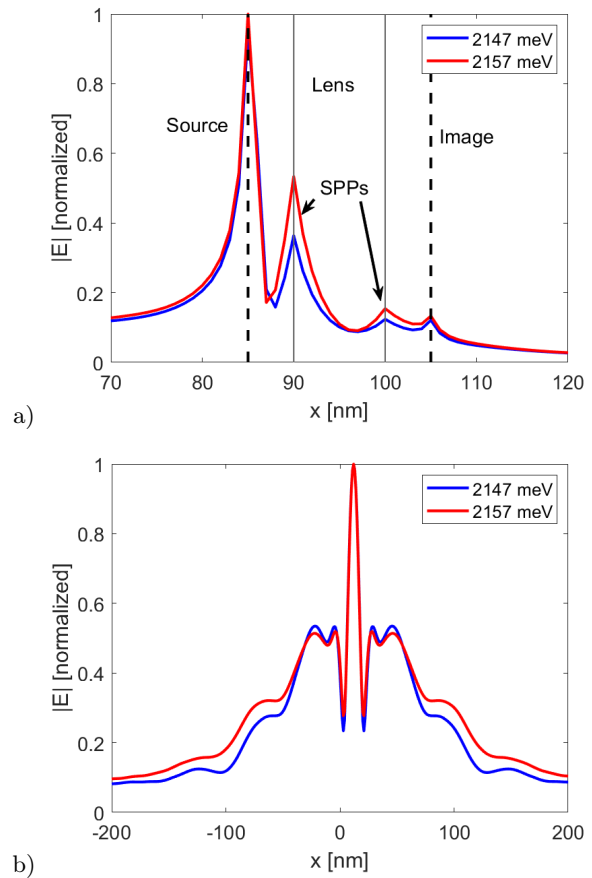 a)
|E| [normalized]
1
0.8
0.6
0.4
0.2
0
70
80
90
100
110
120
x [nm]
2147 meV
2157 meV
Source
Lens
SPPs
Image
b)
|E| [normalized]
1
0.8
0.6
0.4
0.2
0
-200
-100
0
100
200
x [nm]
2147 meV
2157 meV